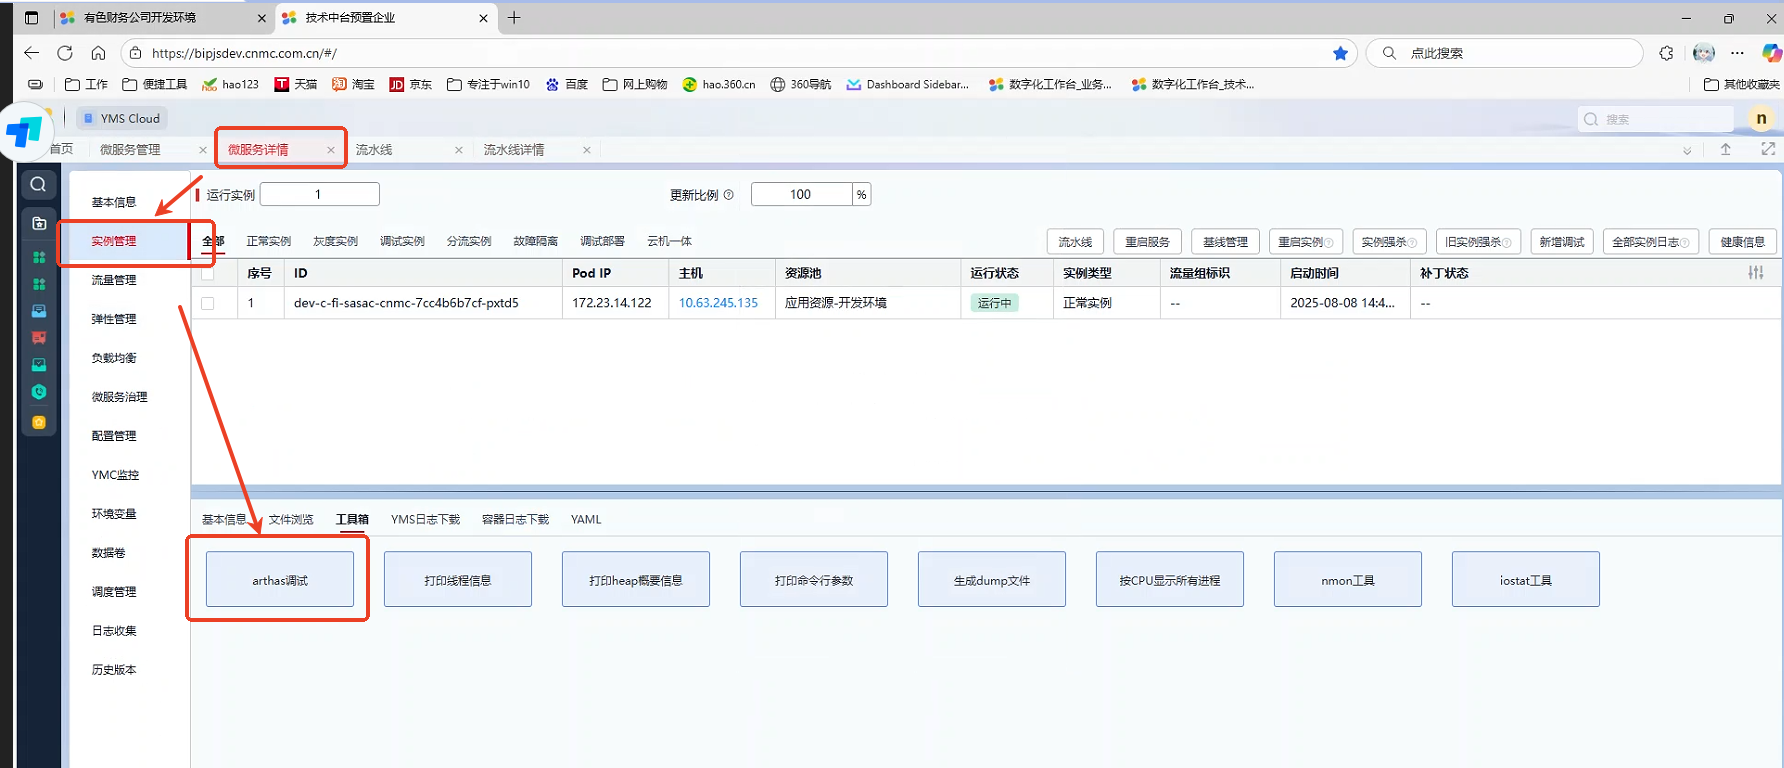 有色财务公司开发环境
技术中台预置企业
https://bipjsdev.cnmc.com.cn/#/
点此搜索
工作
便捷工具
hao123
天猫
淘宝
京东
专注于win10
百度
网上购物
hao.360.cn
360导航
Dashboard Sidebar...
数字化工作台_业务...
数字化工作台_技术...
其他收藏夹
YMS Cloud
搜索
n
首页
微服务管理
微服务详情
流水线
流水线详情
基本信息
实例管理
流量管理
弹性管理
负载均衡
微服务治理
配置管理
YMC监控
环境变量
数据卷
调度管理
日志收集
历史版本
运行实例 1
更新比例 100 %
全部 正常实例 灰度实例 调试实例 分流实例 故障隔离 调试部署 云机一体
流水线 重启服务 基线管理 重启实例 实例强杀 旧实例强杀 新增调试 全部实例日志 健康信息
序号 ID Pod IP 主机 资源池 运行状态 实例类型 流量组标识 启动时间 补丁状态
1 dev-c-fi-sasac-cnmc-7cc4b6b7cf-pxtd5 172.23.14.122 10.63.245.135 应用资源-开发环境 运行中 正常实例 -- 2025-08-08 14:4... --
基本信息 文件浏览 工具箱 YMS日志下载 容器日志下载 YAML
arthas调试 打印线程信息 打印heap概要信息 打印命令行参数 生成dump文件 按CPU显示所有进程 nmon工具 iostat工具